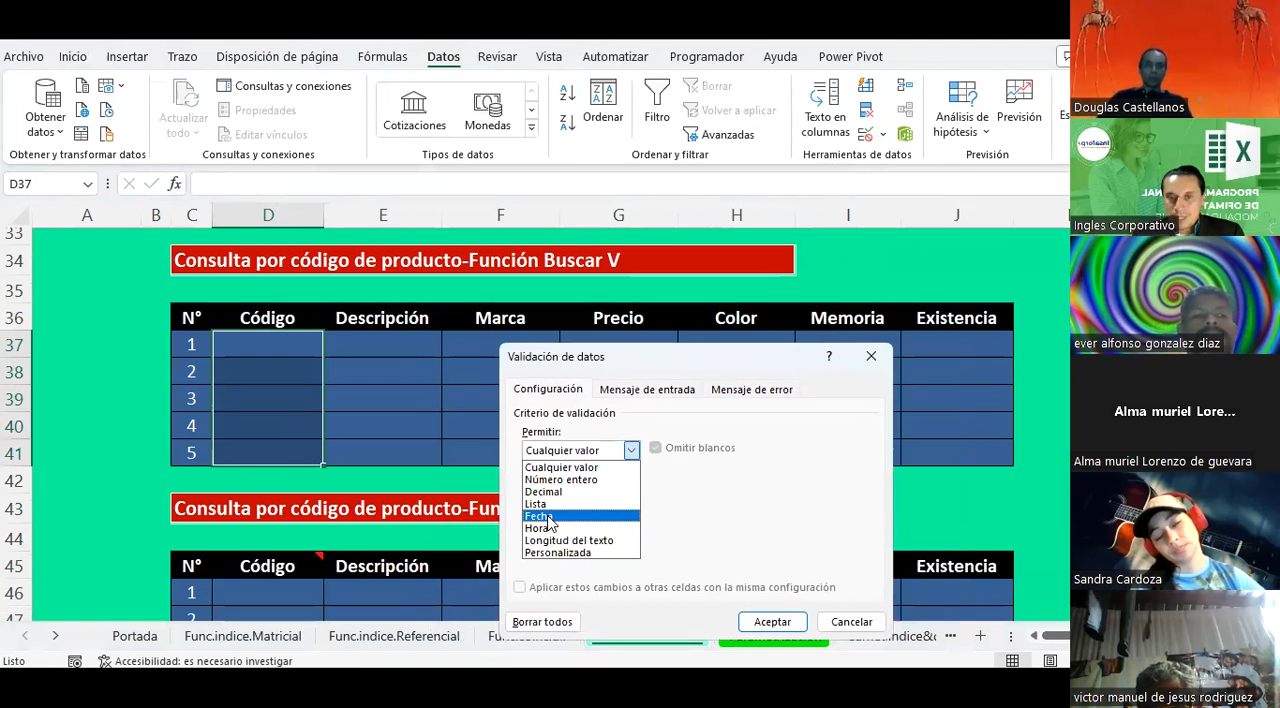 Archivo Inicio Insertar Trazo Disposición de página Fórmulas Datos Revisar Vista Automatizar Programador Ayuda Power Pivot
Obtener datos
Actualizar todo
Consultas y conexiones
Propiedades
Editar vínculos
Cotizaciones Monedas
Ordenar
Filtro
Borrar
Volver a aplicar
Avanzadas
Texto en columnas
Análisis de hipótesis
Previsión
Obtener y transformar datos Consultas y conexiones Tipos de datos Ordenar y filtrar Herramientas de datos Previsión
D37 fx
A B C D E F G H I J
33
34 Consulta por código de producto-Función Buscar V
35
36 N° Código Descripción Marca Precio Color Memoria Existencia
37 1
38 2
39 3
40 4
41 5
42
43 Consulta por código de producto-Fun
44
45 N° Código Descripción Ma Existencia
46 1
47 2
Validación de datos ?
Configuración Mensaje de entrada Mensaje de error
Criterio de validación
Permitir:
Cualquier valor Omitir blancos
Cualquier valor
Número entero
Decimal
Lista
Fecha
Hora
Longitud del texto
Personalizada
Aplicar estos cambios a otras celdas con la misma configuración
Borrar todos Aceptar Cancelar
Portada Func.indice.Matricial Func.indice.Referencial
Listo Accesibilidad: es necesario investigar
Douglas Castellanos
Ingles Corporativo
ever alfonso gonzalez diaz
Alma muriel Lore...
Alma muriel Lorenzo de guevara
Sandra Cardoza
victor manuel de jesus rodriguez